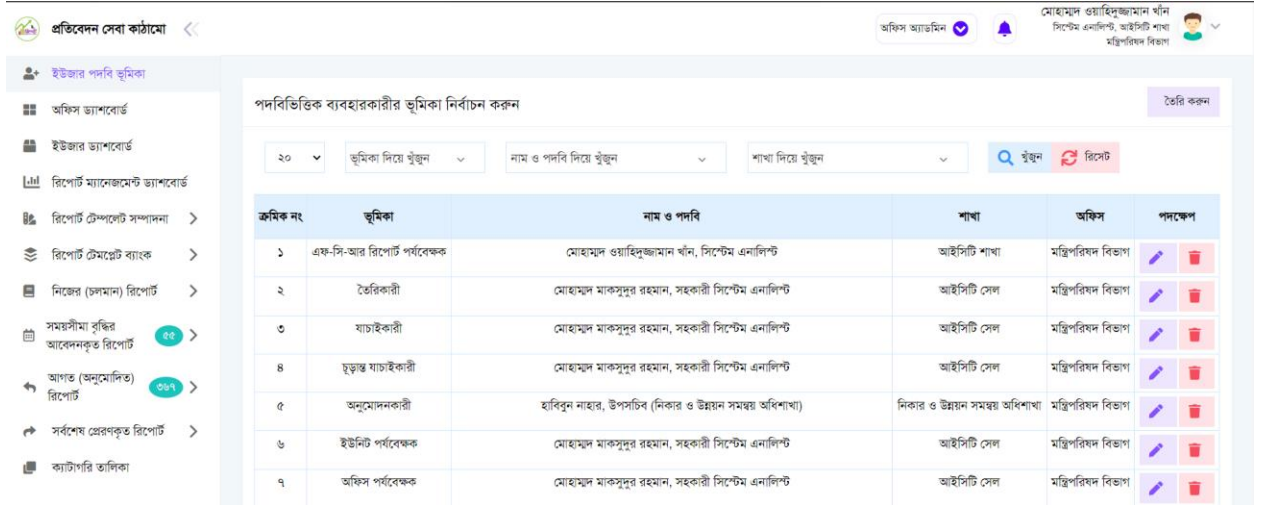 প্রতিবেদন সেবা কাঠামো
অফিস অ্যাডমিন
মোহাম্মদ ওয়াহিদুজ্জামান খাঁন
সিস্টেম এনালিস্ট, আইসিটি শাখা
মন্ত্রিপরিষদ বিভাগ
ইউজার পদবি ভূমিকা
অফিস ড্যাশবোর্ড
ইউজার ড্যাশবোর্ড
রিপোর্ট ম্যানেজমেন্ট ড্যাশবোর্ড
রিপোর্ট টেম্পলেট সম্পাদনা
রিপোর্ট টেমপ্লেট ব্যাংক
নিজের (চলমান) রিপোর্ট
সময়সীমা বৃদ্ধির
আবেদনকৃত রিপোর্ট ৫৫
আগত (অনুমোদিত)
রিপোর্ট ৩৬৭
সর্বশেষ প্রেরণকৃত রিপোর্ট
ক্যাটাগরি তালিকা
পদবিভিত্তিক ব্যবহারকারীর ভূমিকা নির্বাচন করুন
তৈরি করুন
২০ ভূমিকা দিয়ে খুঁজুন নাম ও পদবি দিয়ে খুঁজুন শাখা দিয়ে খুঁজুন খুঁজুন রিসেট
ক্রমিক নং ভূমিকা নাম ও পদবি শাখা অফিস পদক্ষেপ
১ এফ-সি-আর রিপোর্ট পর্যবেক্ষক মোহাম্মদ ওয়াহিদুজ্জামান খাঁন, সিস্টেম এনালিস্ট আইসিটি শাখা মন্ত্রিপরিষদ বিভাগ
২ তৈরিকারী মোহাম্মদ মাকসুদুর রহমান, সহকারী সিস্টেম এনালিস্ট আইসিটি সেল মন্ত্রিপরিষদ বিভাগ
৩ যাচাইকারী মোহাম্মদ মাকসুদুর রহমান, সহকারী সিস্টেম এনালিস্ট আইসিটি সেল মন্ত্রিপরিষদ বিভাগ
৪ চূড়ান্ত যাচাইকারী মোহাম্মদ মাকসুদুর রহমান, সহকারী সিস্টেম এনালিস্ট আইসিটি সেল মন্ত্রিপরিষদ বিভাগ
৫ অনুমোদনকারী হাবিবুন নাহার, উপসচিব (নিকার ও উন্নয়ন সমন্বয় অধিশাখা) নিকার ও উন্নয়ন সমন্বয় অধিশাখা মন্ত্রিপরিষদ বিভাগ
৬ ইউনিট পর্যবেক্ষক মোহাম্মদ মাকসুদুর রহমান, সহকারী সিস্টেম এনালিস্ট আইসিটি সেল মন্ত্রিপরিষদ বিভাগ
৭ অফিস পর্যবেক্ষক মোহাম্মদ মাকসুদুর রহমান, সহকারী সিস্টেম এনালিস্ট আইসিটি সেল মন্ত্রিপরিষদ বিভাগ